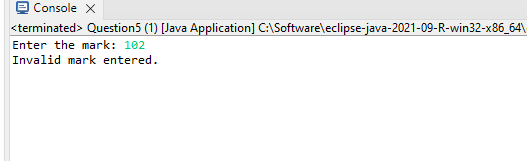 Console
<terminated> Question5 (1) [Java Application] C:\Software\eclipse-java-2021-09-R-win32-x86_64\
Enter the mark: 102
Invalid mark entered.